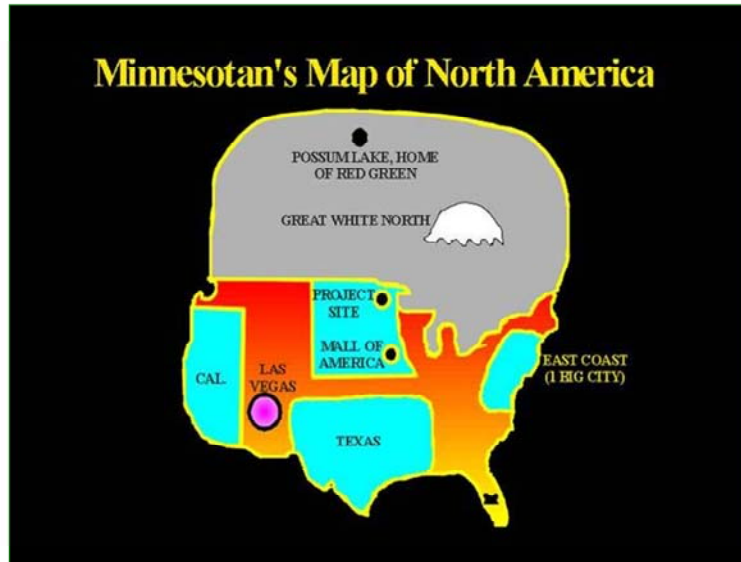 Minnesotan's Map of North America
POSSUM LAKE, HOME
OF RED GREEN
GREAT WHITE NORTH
PROJECT
SITE
MALL OF
AMERICA
EAST COAST
(1 BIG CITY)
LAS
VEGAS
CAL.
TEXAS